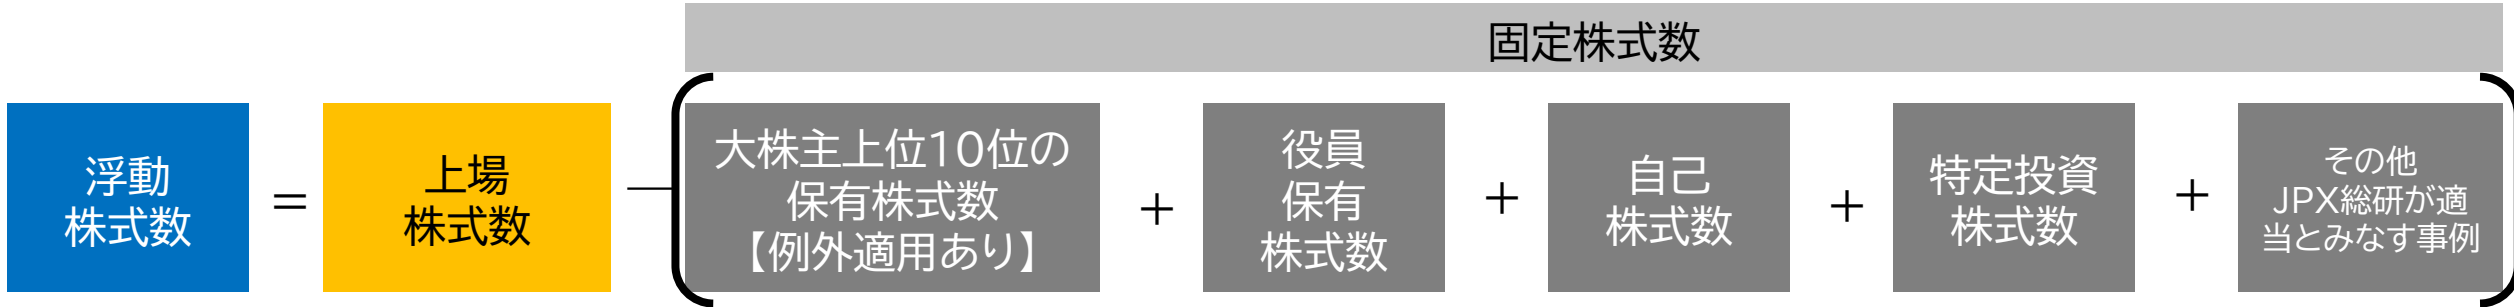 固定株式数
浮動
株式数
＝
上場
株式数
―
大株主上位10位の
保有株式数
【例外適用あり】
＋
役員
保有
株式数
＋
自己
株式数
＋
特定投資
株式数
＋
その他
JPX総研が適
当とみなす事例